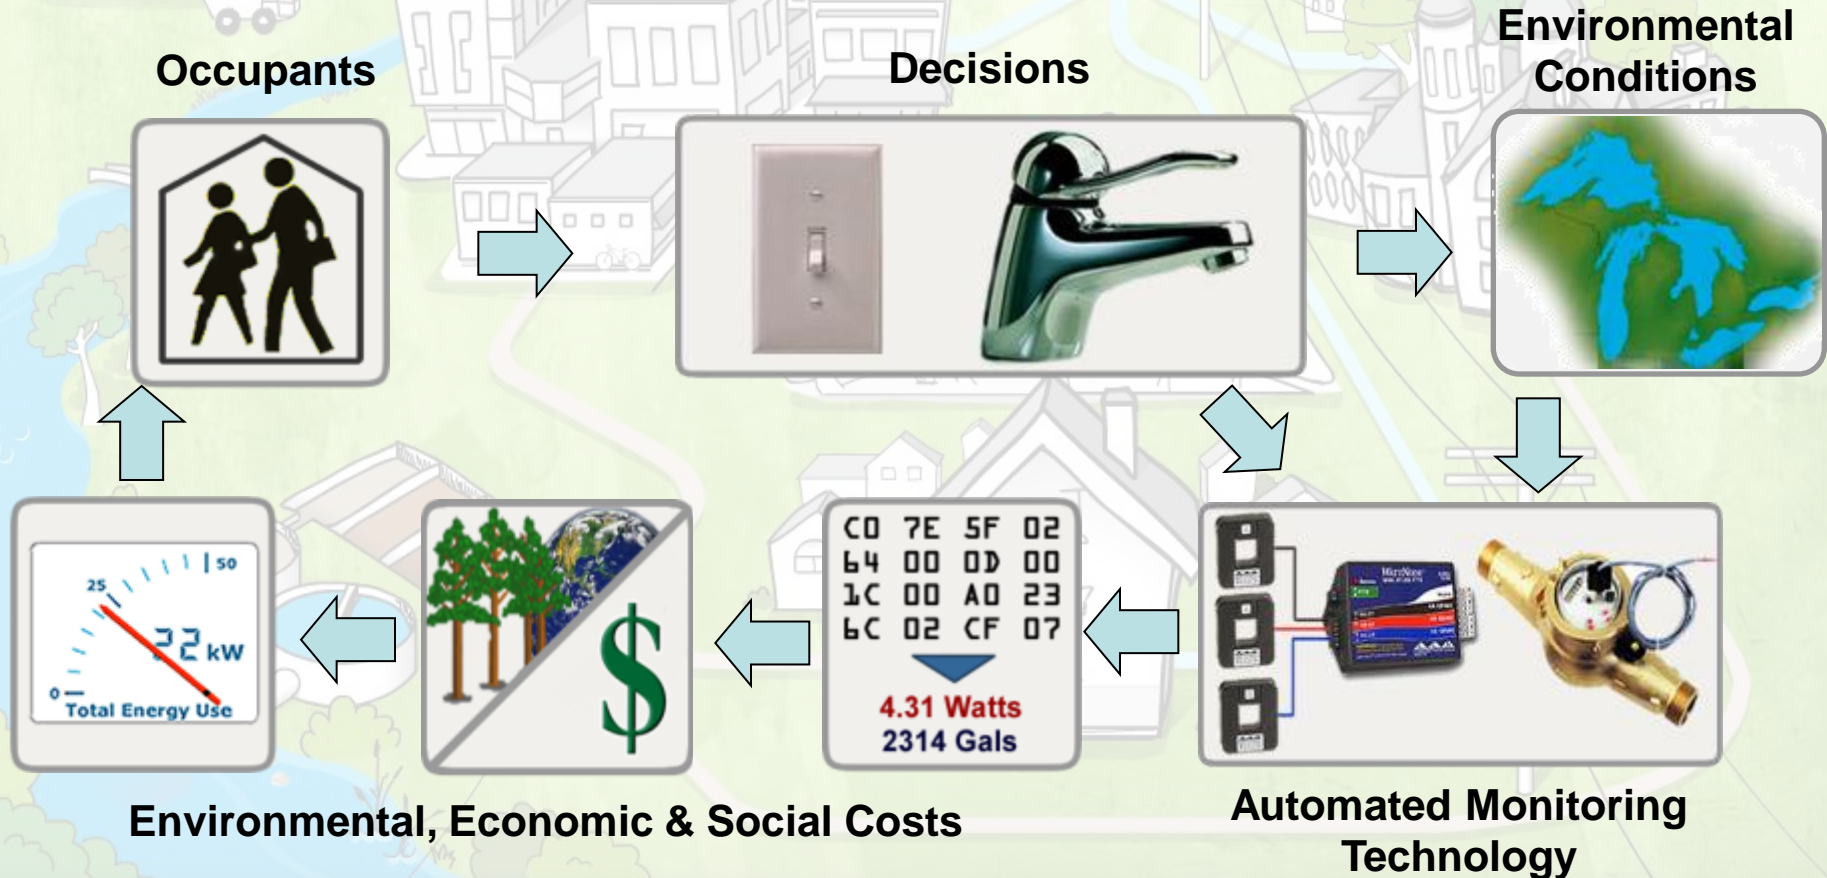 Occupants
Decisions
Environmental
Conditions
50
25
22 kW
0
Total Energy Use
C0 7E 5F 02
64 00 0D 00
1C 00 A0 23
6C 02 CF 07
4.31 Watts
2314 Gals
WattNode
Environmental, Economic & Social Costs
Automated Monitoring
Technology